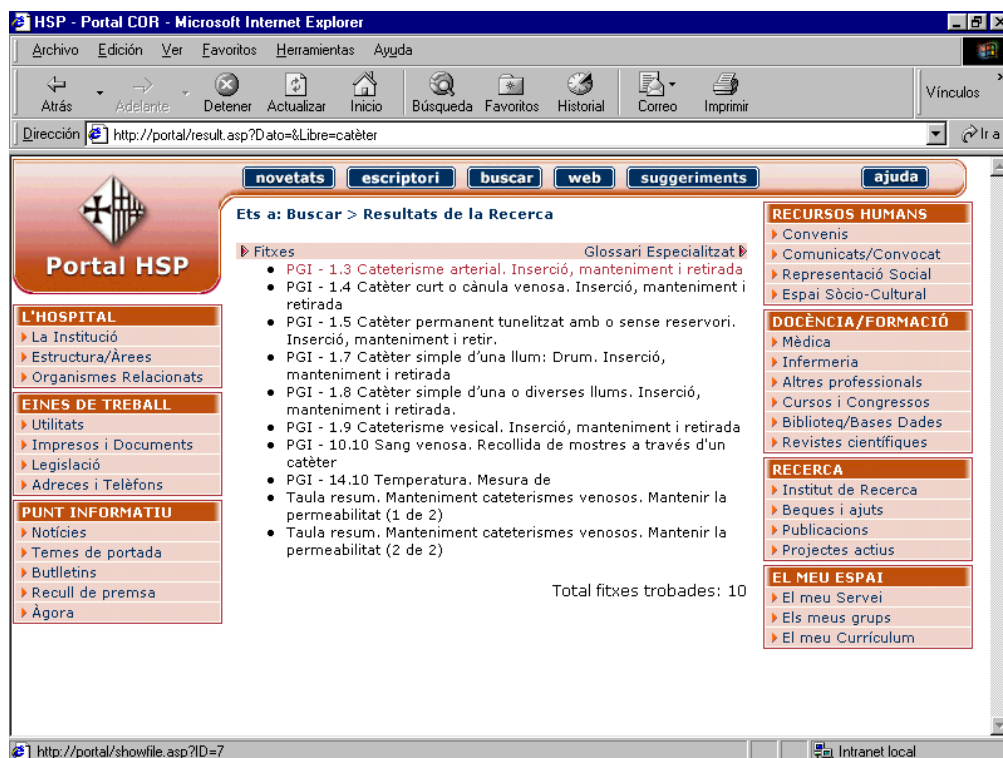 HSP - Portal COR - Microsoft Internet Explorer
Archivo Edición Ver Favoritos Herramientas Ayuda
Atrás Adelante Detener Actualizar Inicio Búsqueda Favoritos Historial Correo Imprimir Vínculos »
Dirección http://portal/result.asp?Dato=&Libre=catèter Ir a
novetats escriptori buscar web suggeriments ajuda
Portal HSP
L'HOSPITAL
La Institució
Estructura/Àrees
Organismes Relacionats
EINES DE TREBALL
Utilitats
Impresos i Documents
Legislació
Adreces i Telèfons
PUNT INFORMATIU
Notícies
Temes de portada
Butlletins
Recull de premsa
Àgora
Ets a: Buscar > Resultats de la Recerca
Fitxes Glossari Especialitzat
PGI - 1.3 Cateterisme arterial. Inserció, manteniment i retirada
PGI - 1.4 Catèter curt o cànula venosa. Inserció, manteniment i
retirada
PGI - 1.5 Catèter permanent tunelitzat amb o sense reservori.
Inserció, manteniment i retir.
PGI - 1.7 Catèter simple d'una llum: Drum. Inserció,
manteniment i retirada
PGI - 1.8 Catèter simple d'una o diverses llums. Inserció,
manteniment i retirada.
PGI - 1.9 Cateterisme vesical. Inserció, manteniment i retirada
PGI - 10.10 Sang venosa. Recollida de mostres a través d'un
catèter
PGI - 14.10 Temperatura. Mesura de
Taula resum. Manteniment cateterismes venosos. Mantenir la
permeabilitat (1 de 2)
Taula resum. Manteniment cateterismes venosos. Mantenir la
permeabilitat (2 de 2)
Total fitxes trobades: 10
RECURSOS HUMANS
Convenis
Comunicats/Convocat
Representació Social
Espai Sòcio-Cultural
DOCÈNCIA/FORMACIÓ
Mèdica
Infermeria
Altres professionals
Cursos i Congressos
Biblioteq/Bases Dades
Revistes científiques
RECERCA
Institut de Recerca
Beques i ajuts
Publicacions
Projectes actius
EL MEU ESPAI
El meu Servei
Els meus grups
El meu Currículum
http://portal/showfile.asp?ID=7 Intranet local